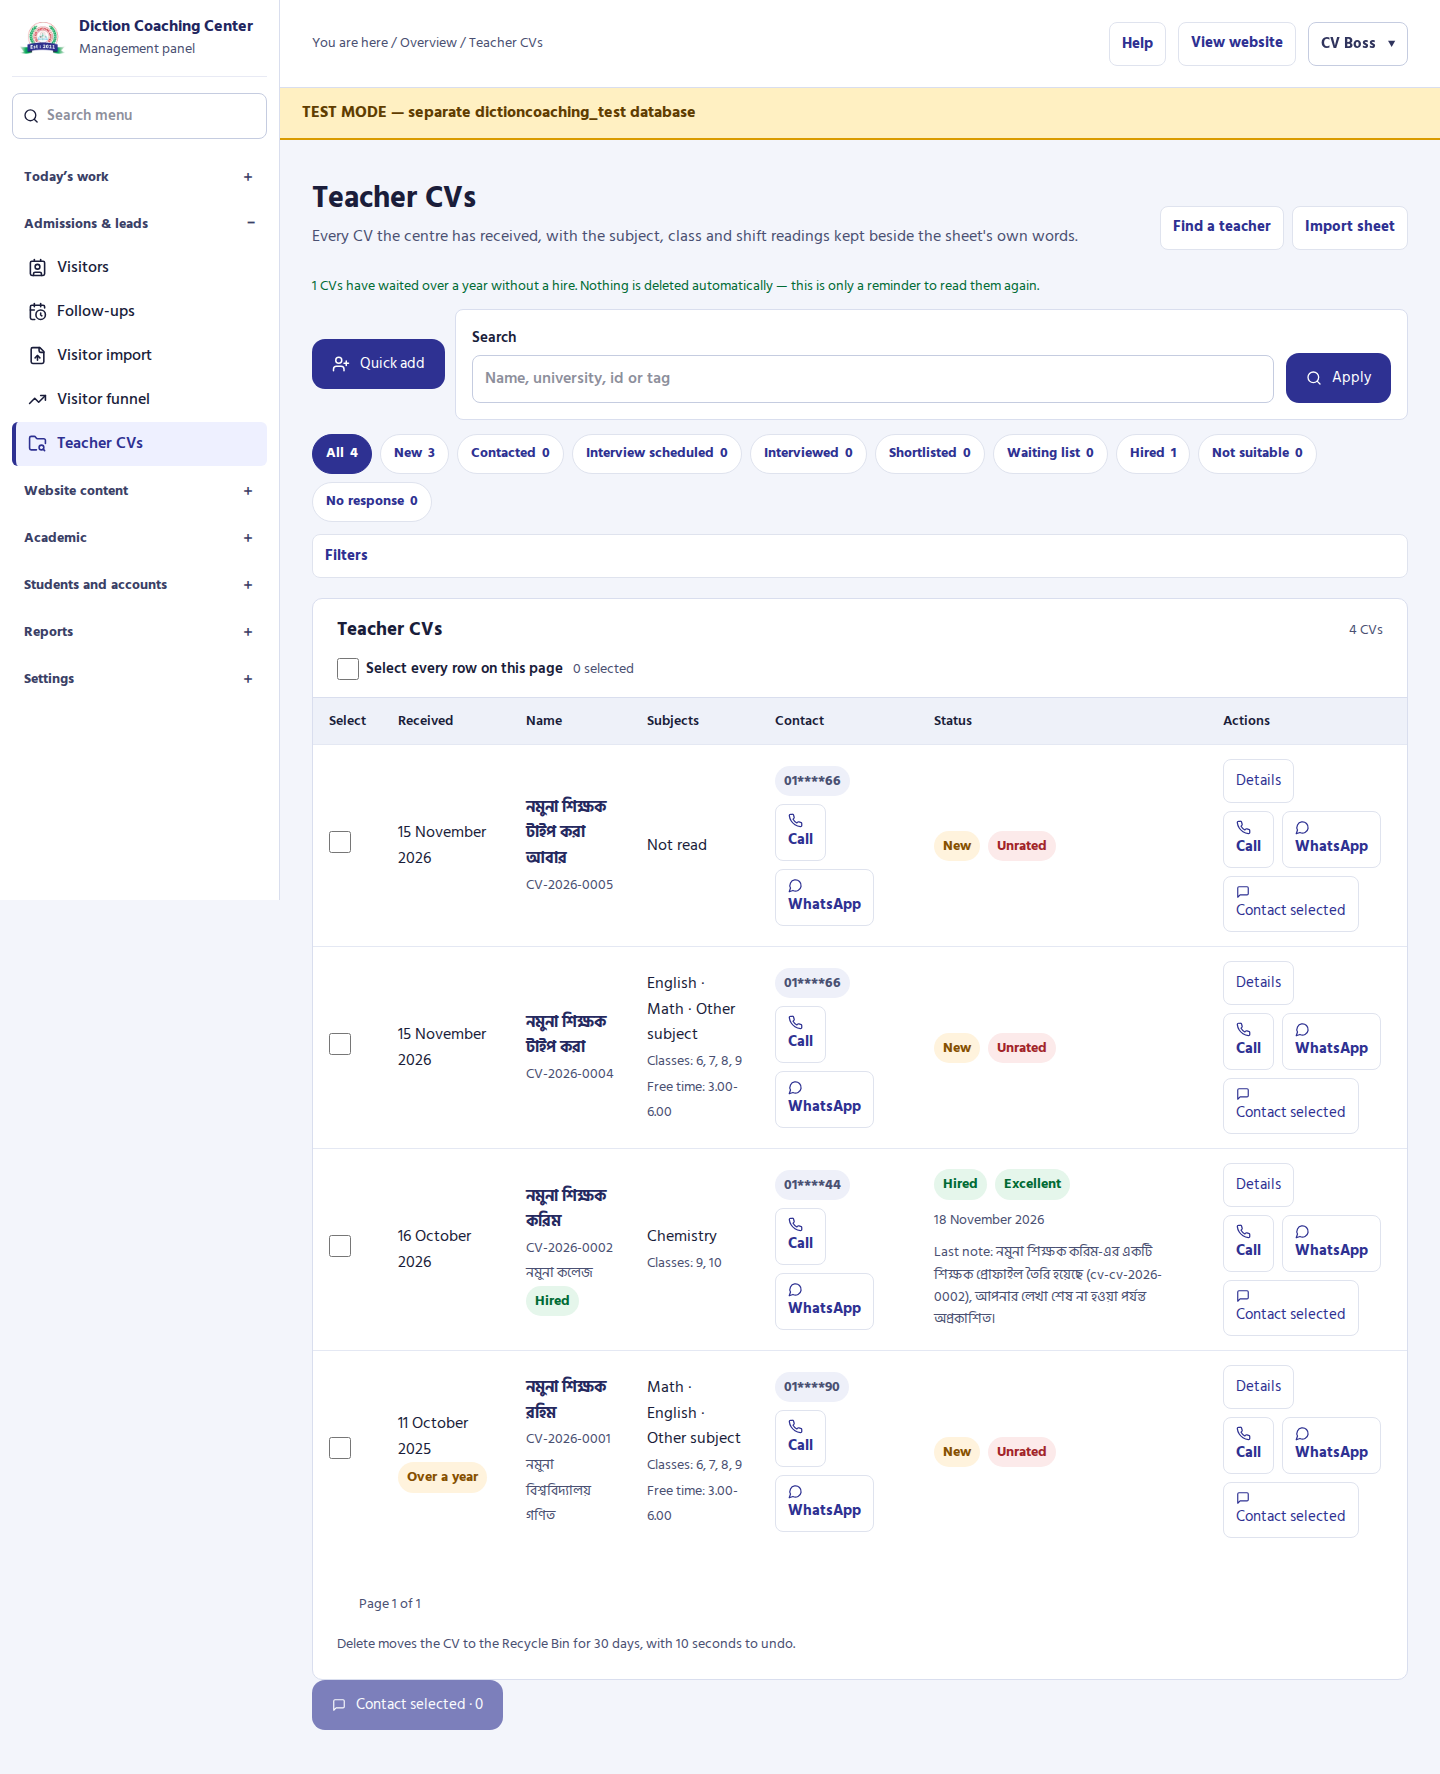 Diction Coaching Center
Management panel
Est : 2011
Search menu
Today's work +
Admissions & leads −
Visitors
Follow-ups
Visitor import
Visitor funnel
Teacher CVs
Website content +
Academic +
Students and accounts +
Reports +
Settings +
You are here / Overview / Teacher CVs
Help
View website
CV Boss
TEST MODE — separate dictioncoaching_test database
Teacher CVs
Every CV the centre has received, with the subject, class and shift readings kept beside the sheet's own words.
Find a teacher
Import sheet
1 CVs have waited over a year without a hire. Nothing is deleted automatically — this is only a reminder to read them again.
Quick add
Search
Name, university, id or tag
Apply
All 4
New 3
Contacted 0
Interview scheduled 0
Interviewed 0
Shortlisted 0
Waiting list 0
Hired 1
Not suitable 0
No response 0
Filters
Teacher CVs
4 CVs
Select every row on this page 0 selected
Select Received Name Subjects Contact Status Actions
15 November
2026
নমুনা শিক্ষক
টাইপ করা
আবার
CV-2026-0005
Not read
01****66
Call
WhatsApp
New Unrated
Details
Call
WhatsApp
Contact selected
15 November
2026
নমুনা শিক্ষক
টাইপ করা
CV-2026-0004
English ·
Math · Other
subject
Classes: 6, 7, 8, 9
Free time: 3.00-
6.00
01****66
Call
WhatsApp
New Unrated
Details
Call
WhatsApp
Contact selected
16 October
2026
নমুনা শিক্ষক
করিম
CV-2026-0002
নমুনা কলেজ
Hired
Chemistry
Classes: 9, 10
01****44
Call
WhatsApp
Hired Excellent
18 November 2026
Last note: নমুনা শিক্ষক করিম-এর একটি
শিক্ষক প্রোফাইল তৈরি হয়েছে (cv-cv-2026-
0002), আপনার লেখা শেষ না হওয়া পর্যন্ত
অপ্রকাশিত।
Details
Call
WhatsApp
Contact selected
11 October
2025
Over a year
নমুনা শিক্ষক
রহিম
CV-2026-0001
নমুনা
বিশ্ববিদ্যালয়
গণিত
Math ·
English ·
Other subject
Classes: 6, 7, 8, 9
Free time: 3.00-
6.00
01****90
Call
WhatsApp
New Unrated
Details
Call
WhatsApp
Contact selected
Page 1 of 1
Delete moves the CV to the Recycle Bin for 30 days, with 10 seconds to undo.
Contact selected · 0